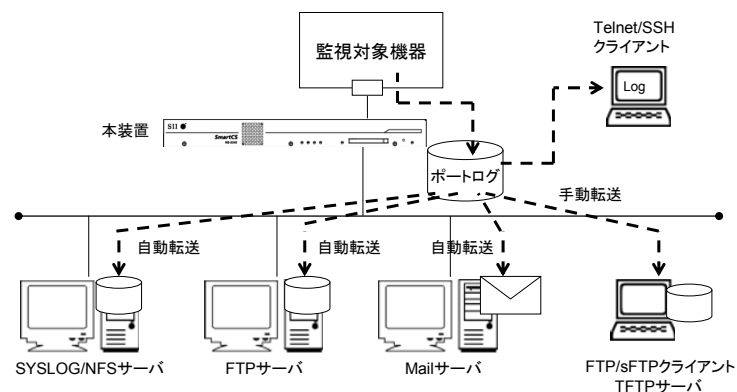 監視対象機器
Telnet/SSH
クライアント
Log
本装置
SII
SmartCS
ポートログ
手動転送
自動転送
自動転送
自動転送
SYSLOG/NFSサーバ
FTPサーバ
Mailサーバ
FTP/sFTPクライアント
TFTPサーバ